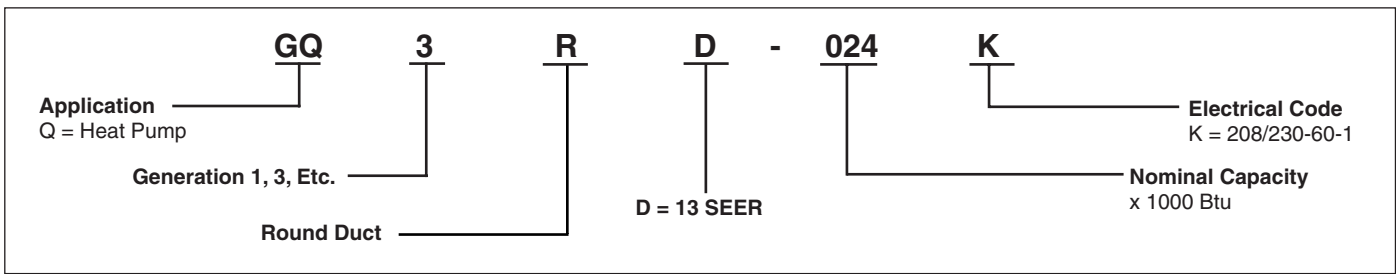 GQ 3 R D - 024 K
Application
Q = Heat Pump
Electrical Code
K = 208/230-60-1
Generation 1, 3, Etc.
Nominal Capacity
x 1000 Btu
D = 13 SEER
Round Duct